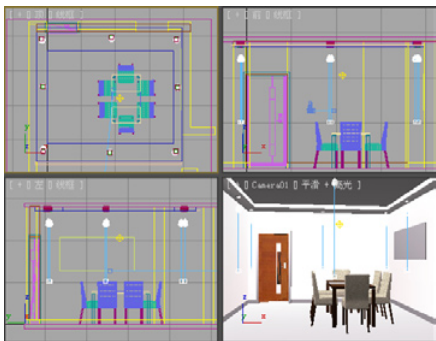 [ + ][ 顶 ][ 线框 ]
[ + ][ 前 ][ 线框 ]
[ + ][ 左 ][ 线框 ]
[ + ][ Camera01 ][ 平滑 + 高光 ]